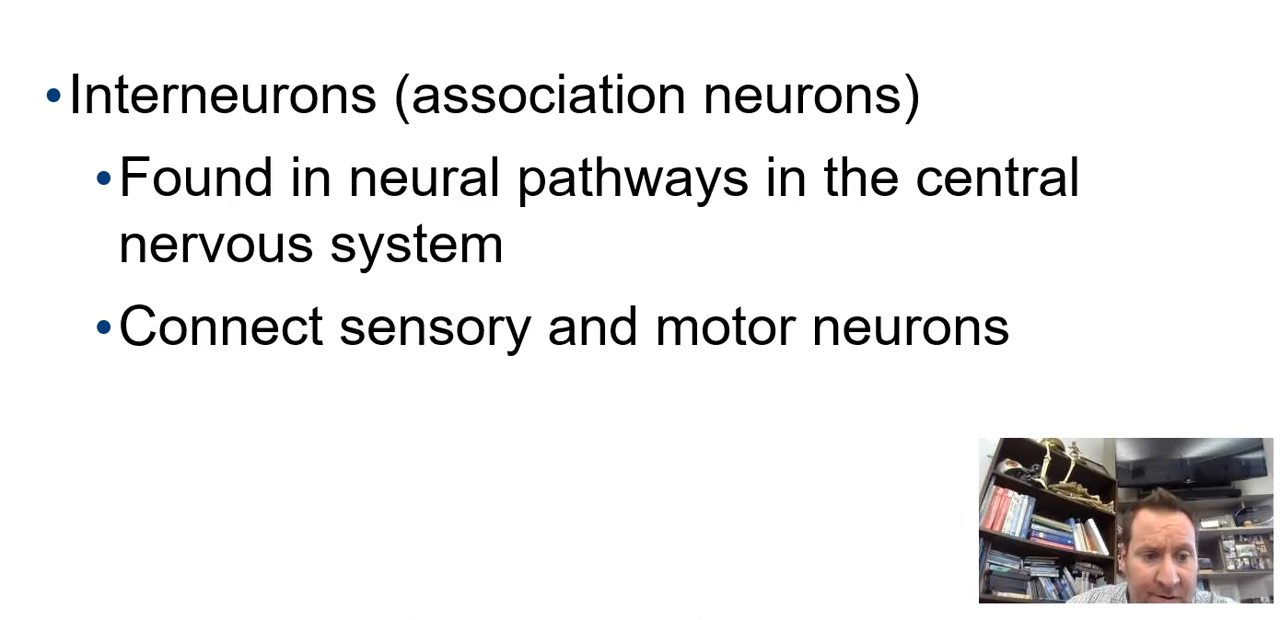 •Interneurons (association neurons)
•Found in neural pathways in the central
nervous system
•Connect sensory and motor neurons